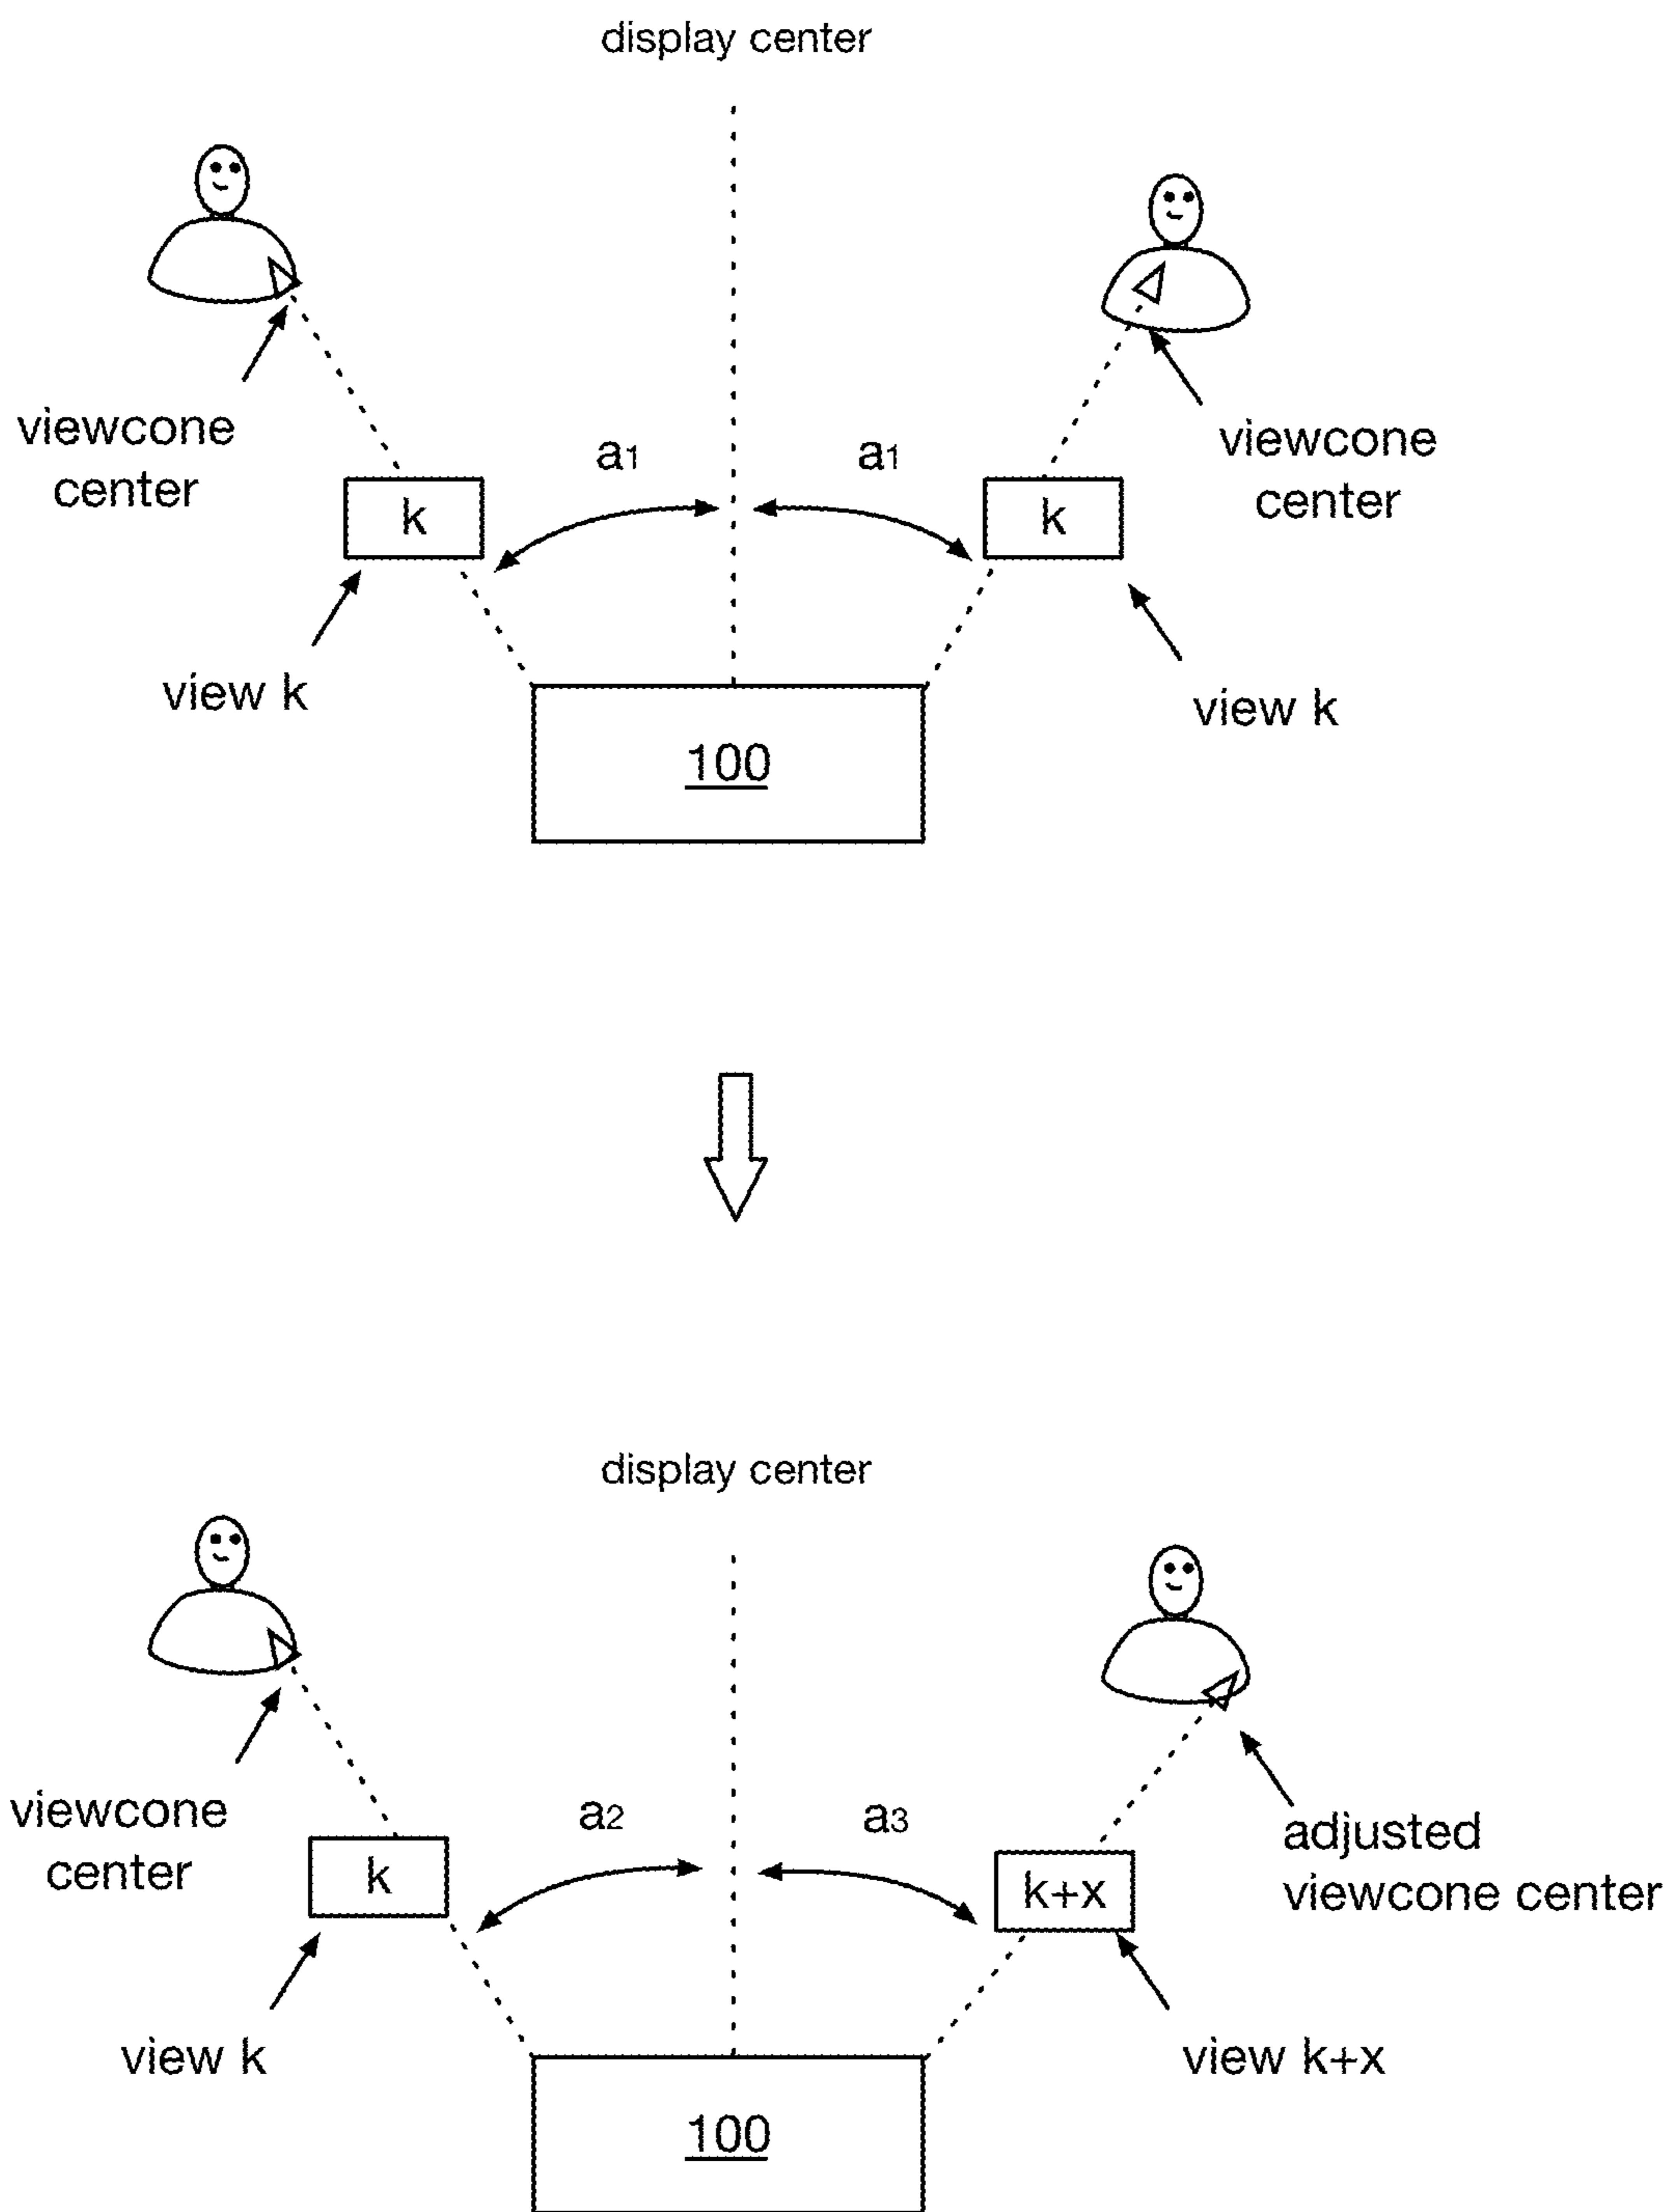 display center
viewcone
center
a1
a1
viewcone
center
k
k
view k
view k
100
display center
viewcone
center
a2
a3
adjusted
viewcone center
k
k+x
view k
view k+x
100